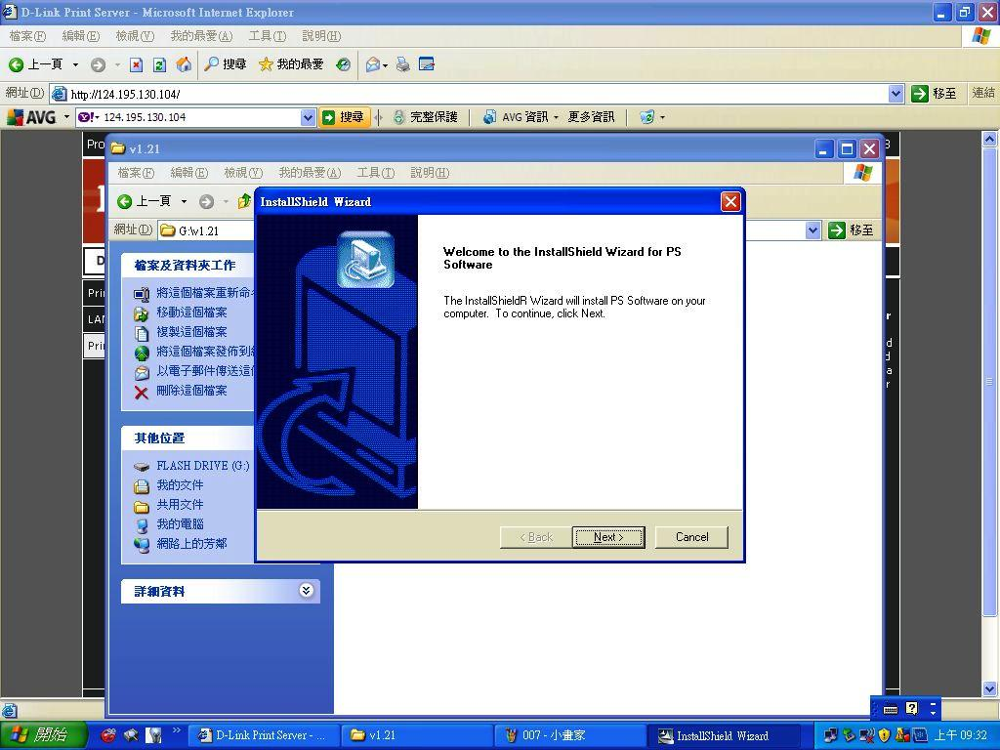 D-Link Print Server - Microsoft Internet Explorer
檔案(F) 編輯(E) 檢視(V) 我的最愛(A) 工具(T) 說明(H)
上一頁 搜尋 我的最愛
網址(D) http://124.195.130.104/ 移至 連結
AVG Y! 124.195.130.104 搜尋 完整保護 AVG 資訊 更多資訊
Pro
v1.21
檔案(F) 編輯(E) 檢視(V) 我的最愛(A) 工具(T) 說明(H)
上一頁
InstallShield Wizard
網址(D) G:\v1.21 移至
檔案及資料夾工作
將這個檔案重新命名
移動這個檔案
複製這個檔案
將這個檔案發佈到
以電子郵件傳送這個
刪除這個檔案
其他位置
FLASH DRIVE (G:)
我的文件
共用文件
我的電腦
網路上的芳鄰
詳細資料
Welcome to the InstallShield Wizard for PS
Software
The InstallShieldR Wizard will install PS Software on your
computer. To continue, click Next.
< Back Next > Cancel
D
Prin
LAN
Prin
開始 D-Link Print Server - ... v1.21 007 - 小畫家 InstallShield Wizard 上午 09:32